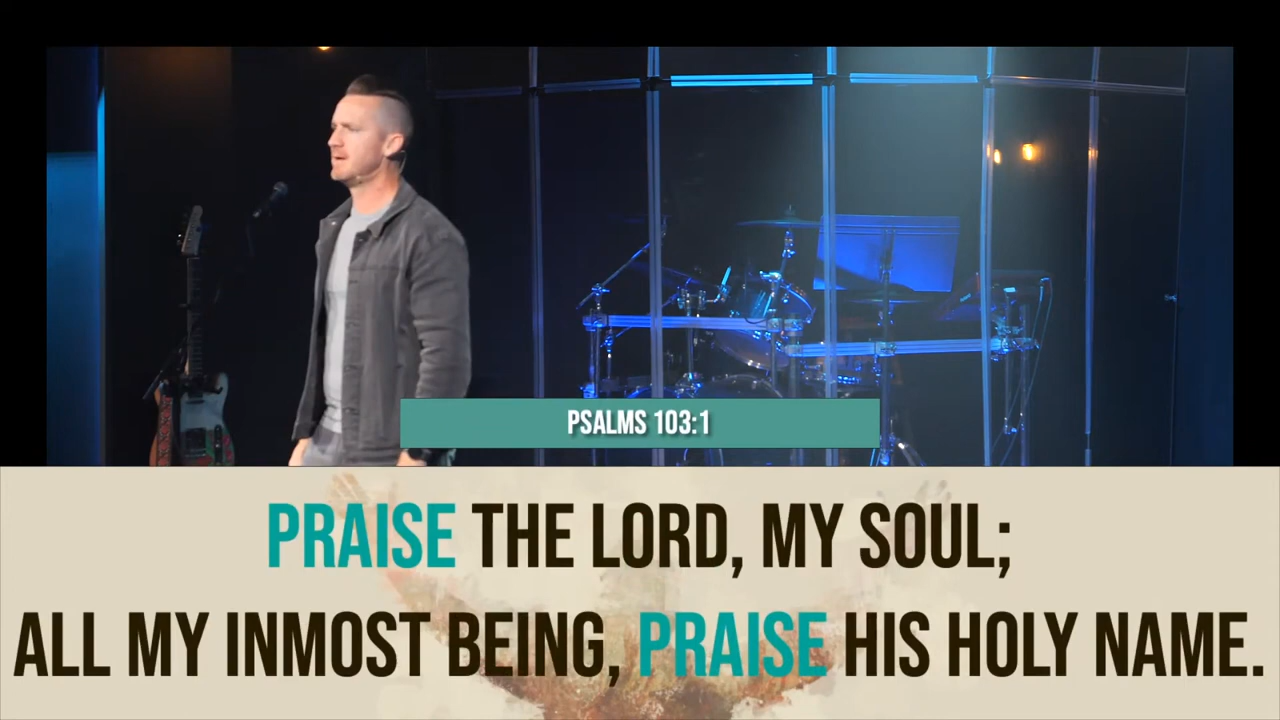 PSALMS 103:1
PRAISE THE LORD, MY SOUL;
ALL MY INMOST BEING, PRAISE HIS HOLY NAME.